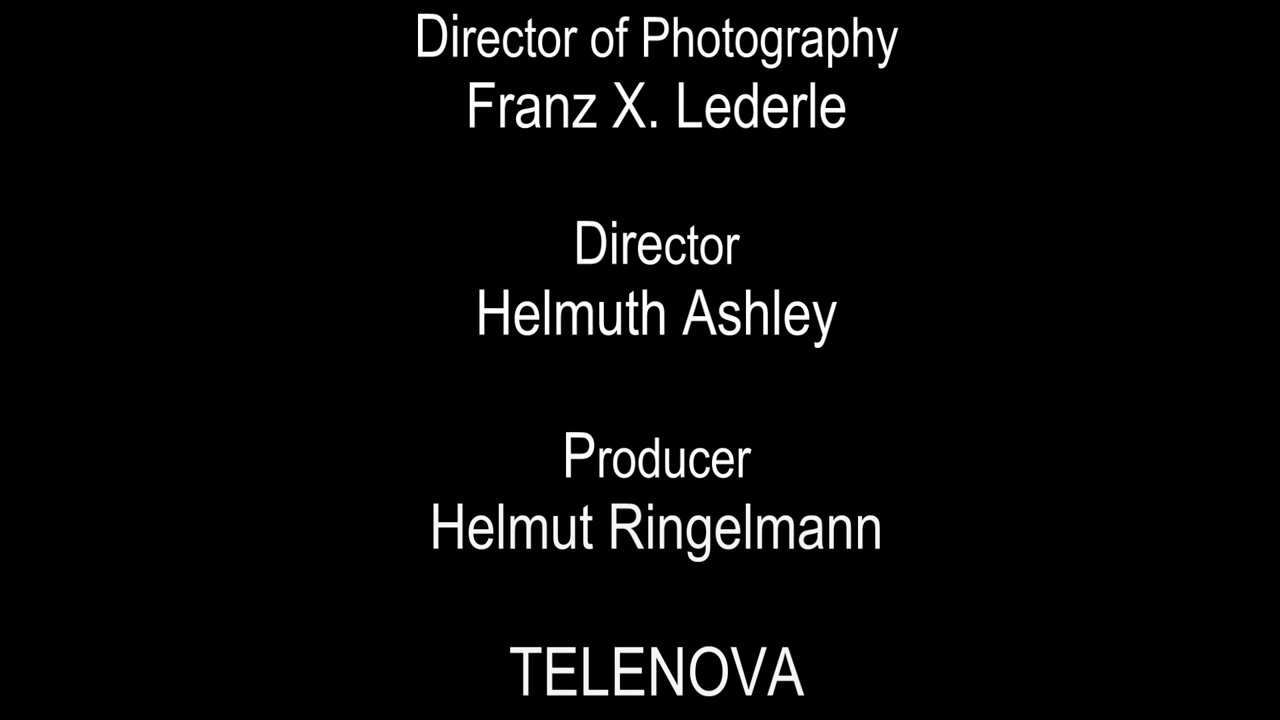 Director of Photography
Franz X. Lederle
Director
Helmuth Ashley
Producer
Helmut Ringelmann
TELENOVA